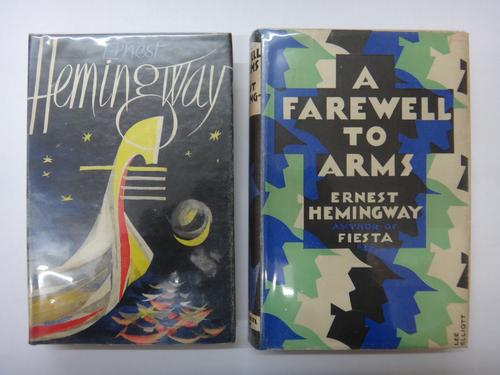 Ernest
Hemingway
A
FAREWELL
TO
ARMS
ERNEST
HEMINGWAY
AUTHOR OF
FIESTA
LEE
ELLIOTT